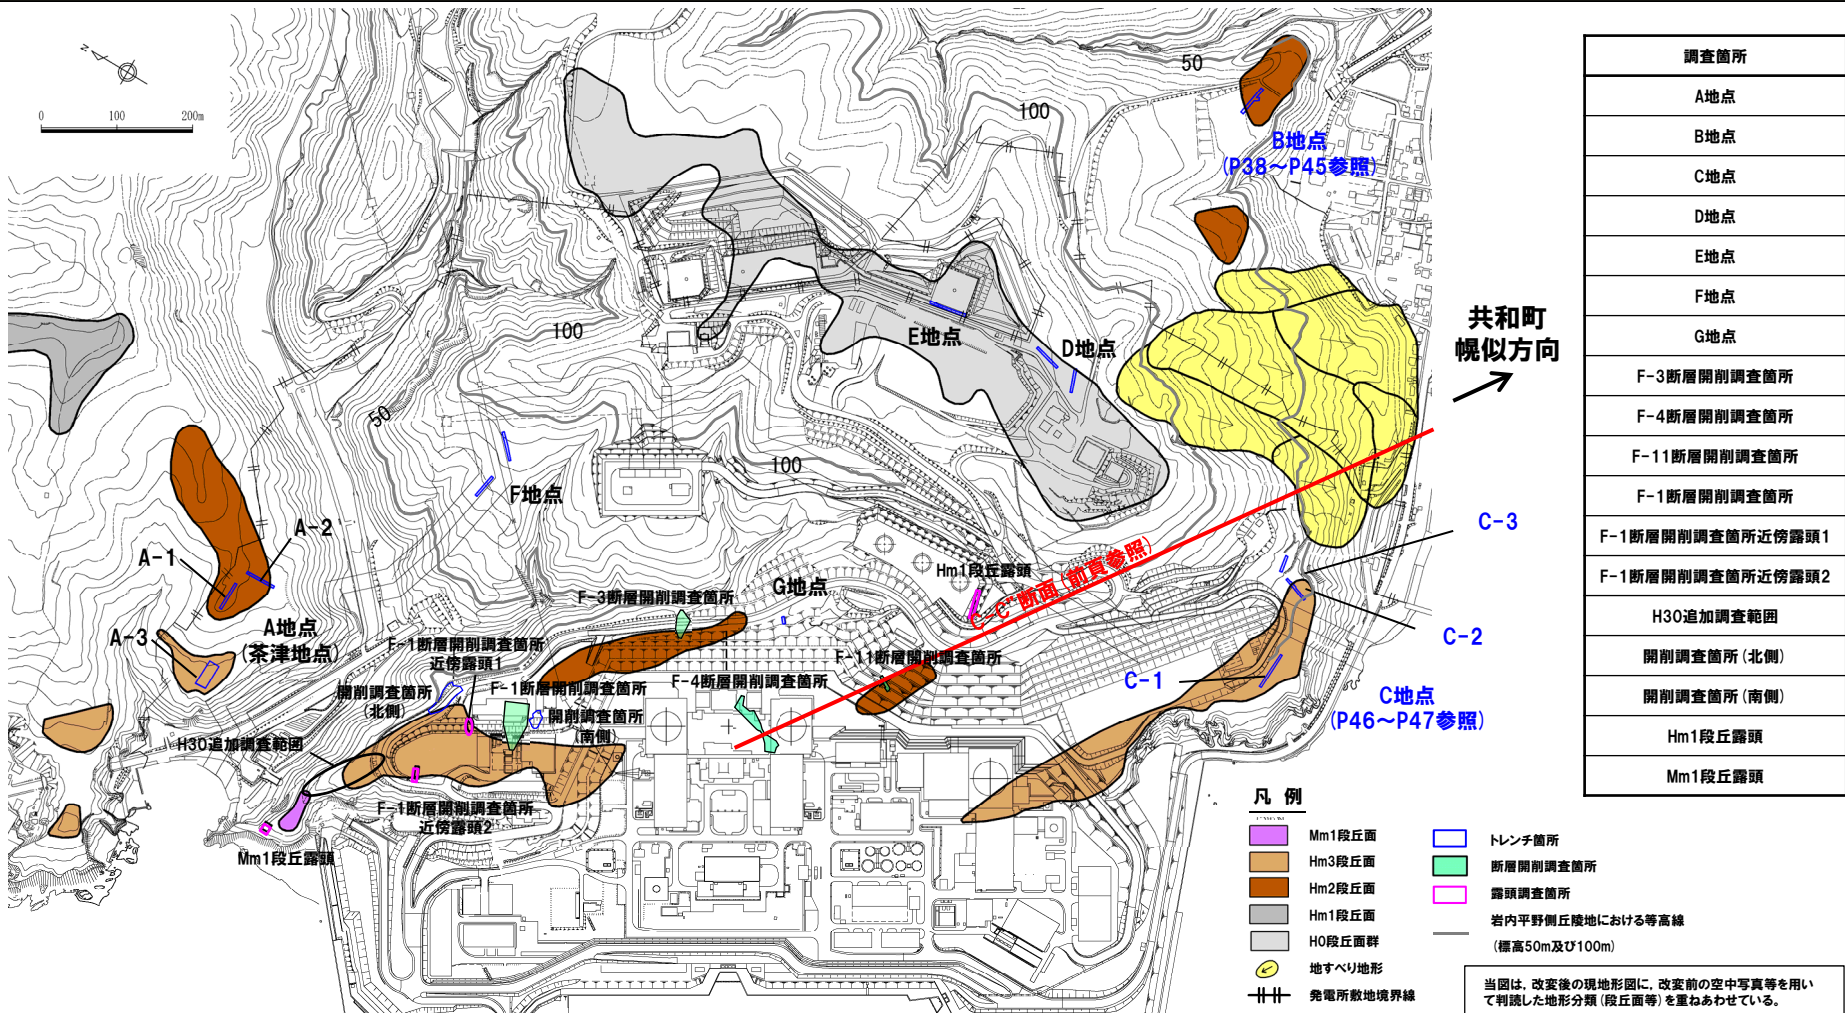 N
0 100 200m
50
100
B地点
(P38～P45参照)
100
50
100
E地点
D地点
F地点
共和町
幌似方向
A-1
A-2
A-3
A地点
(茶津地点)
G地点
Hm1段丘露頭
C-C"断面(前頁参照)
F-3断層開削調査箇所
F-1断層開削調査箇所
近傍露頭1
F-11断層開削調査箇所
F-4断層開削調査箇所
F-1断層開削調査箇所
開削調査箇所
(北側)
開削調査箇所
(南側)
H30追加調査範囲
F-1断層開削調査箇所
近傍露頭2
Mm1段丘露頭
C-3
C-2
C-1
C地点
(P46～P47参照)
調査箇所
A地点
B地点
C地点
D地点
E地点
F地点
G地点
F-3断層開削調査箇所
F-4断層開削調査箇所
F-11断層開削調査箇所
F-1断層開削調査箇所
F-1断層開削調査箇所近傍露頭1
F-1断層開削調査箇所近傍露頭2
H30追加調査範囲
開削調査箇所(北側)
開削調査箇所(南側)
Hm1段丘露頭
Mm1段丘露頭
凡 例
Mm1段丘面
Hm3段丘面
Hm2段丘面
Hm1段丘面
H0段丘面群
地すべり地形
発電所敷地境界線
トレンチ箇所
断層開削調査箇所
露頭調査箇所
岩内平野側丘陵地における等高線
(標高50m及び100m)
当図は，改変後の現地形図に，改変前の空中写真等を用い
て判読した地形分類(段丘面等)を重ねあわせている。